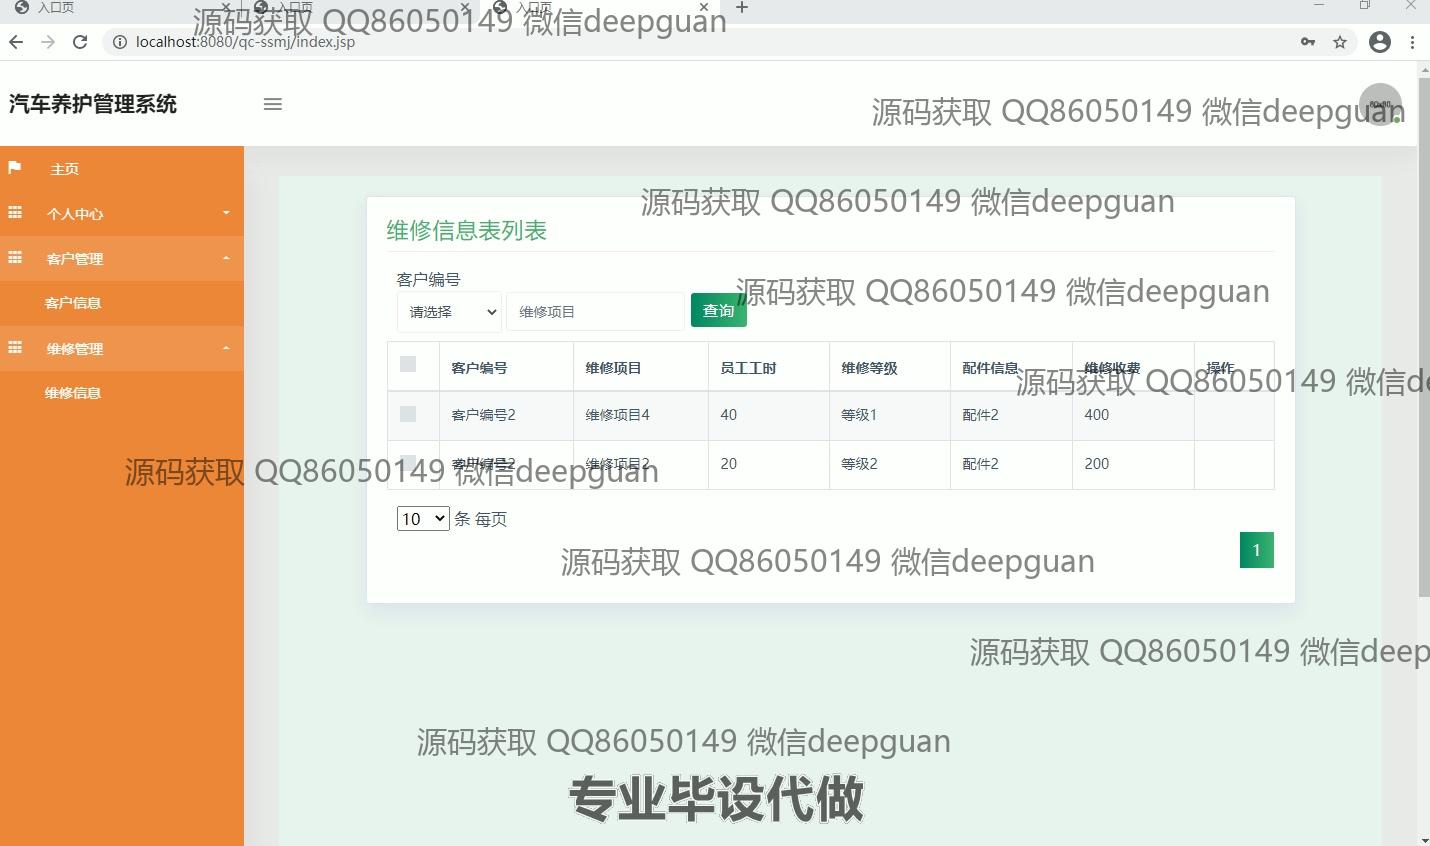 入口页
入口页
入口页
源码获取 QQ86050149 微信deepguan
localhost:8080/qc-ssmj/index.jsp
汽车养护管理系统
源码获取 QQ86050149 微信deepguan
主页
个人中心
客户管理
客户信息
维修管理
维修信息
源码获取 QQ86050149 微信deepguan
维修信息表列表
客户编号
源码获取 QQ86050149 微信deepguan
请选择 维修项目 查询
客户编号 维修项目 员工工时 维修等级 配件信息 维修收费 操作
源码获取 QQ86050149 微信de
客户编号2 维修项目4 40 等级1 配件2 400
客户编号2 维修项目2 20 等级2 配件2 200
源码获取 QQ86050149 微信deepguan
10 条 每页
1
源码获取 QQ86050149 微信deepguan
源码获取 QQ86050149 微信deep
源码获取 QQ86050149 微信deepguan
专业毕设代做